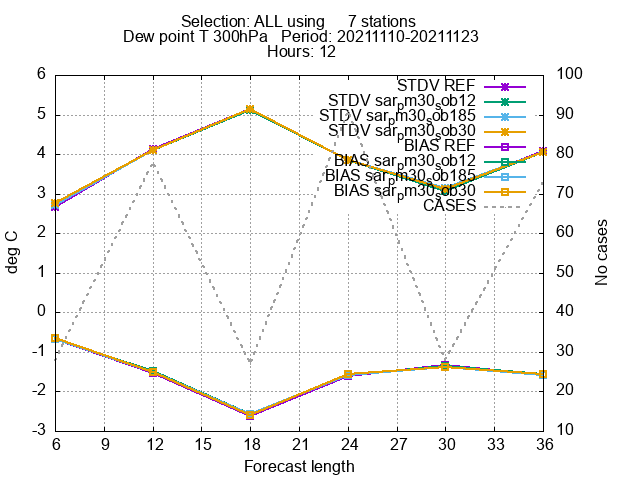 Selection: ALL using     7 stations
Dew point T 300hPa   Period: 20211110-20211123
Hours: 12
STDV REF
STDV sar_pm30_sob12
STDV sar_pm30_sob185
STDV sar_pm30_sob30
BIAS REF
BIAS sar_pm30_sob12
BIAS sar_pm30_sob185
BIAS sar_pm30_sob30
CASES
6
5
4
3
2
1
0
-1
-2
-3
deg C
100
90
80
70
60
50
40
30
20
10
No cases
6 9 12 15 18 21 24 27 30 33 36
Forecast length